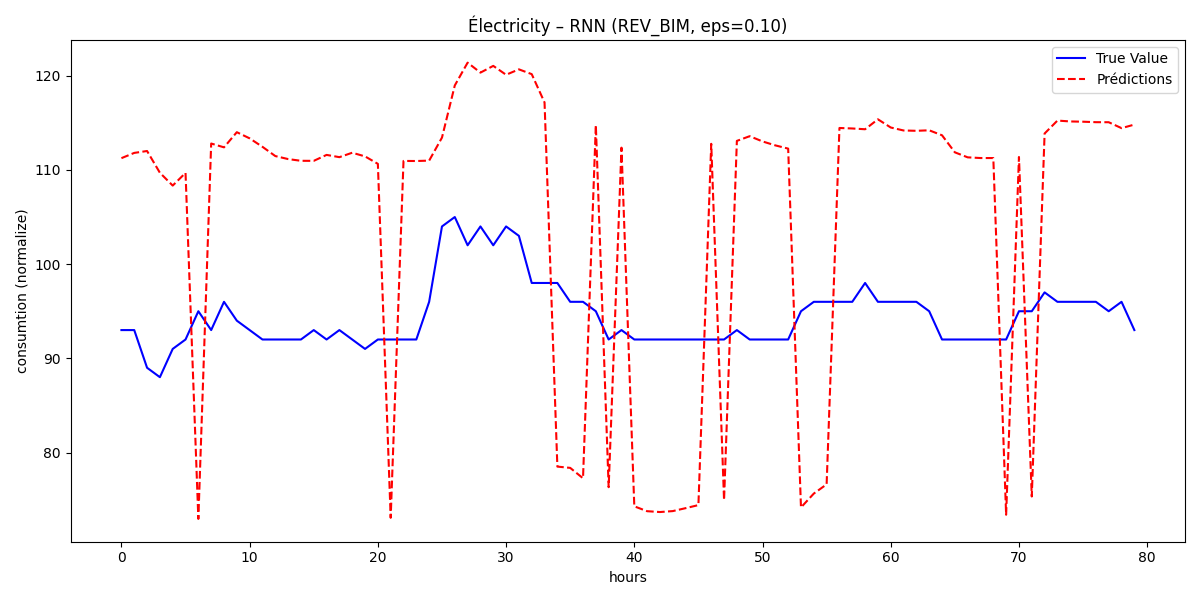 Électricity – RNN (REV_BIM, eps=0.10)
True Value
Prédictions
consumtion (normalize)
120
110
100
90
80
0 10 20 30 40 50 60 70 80
hours